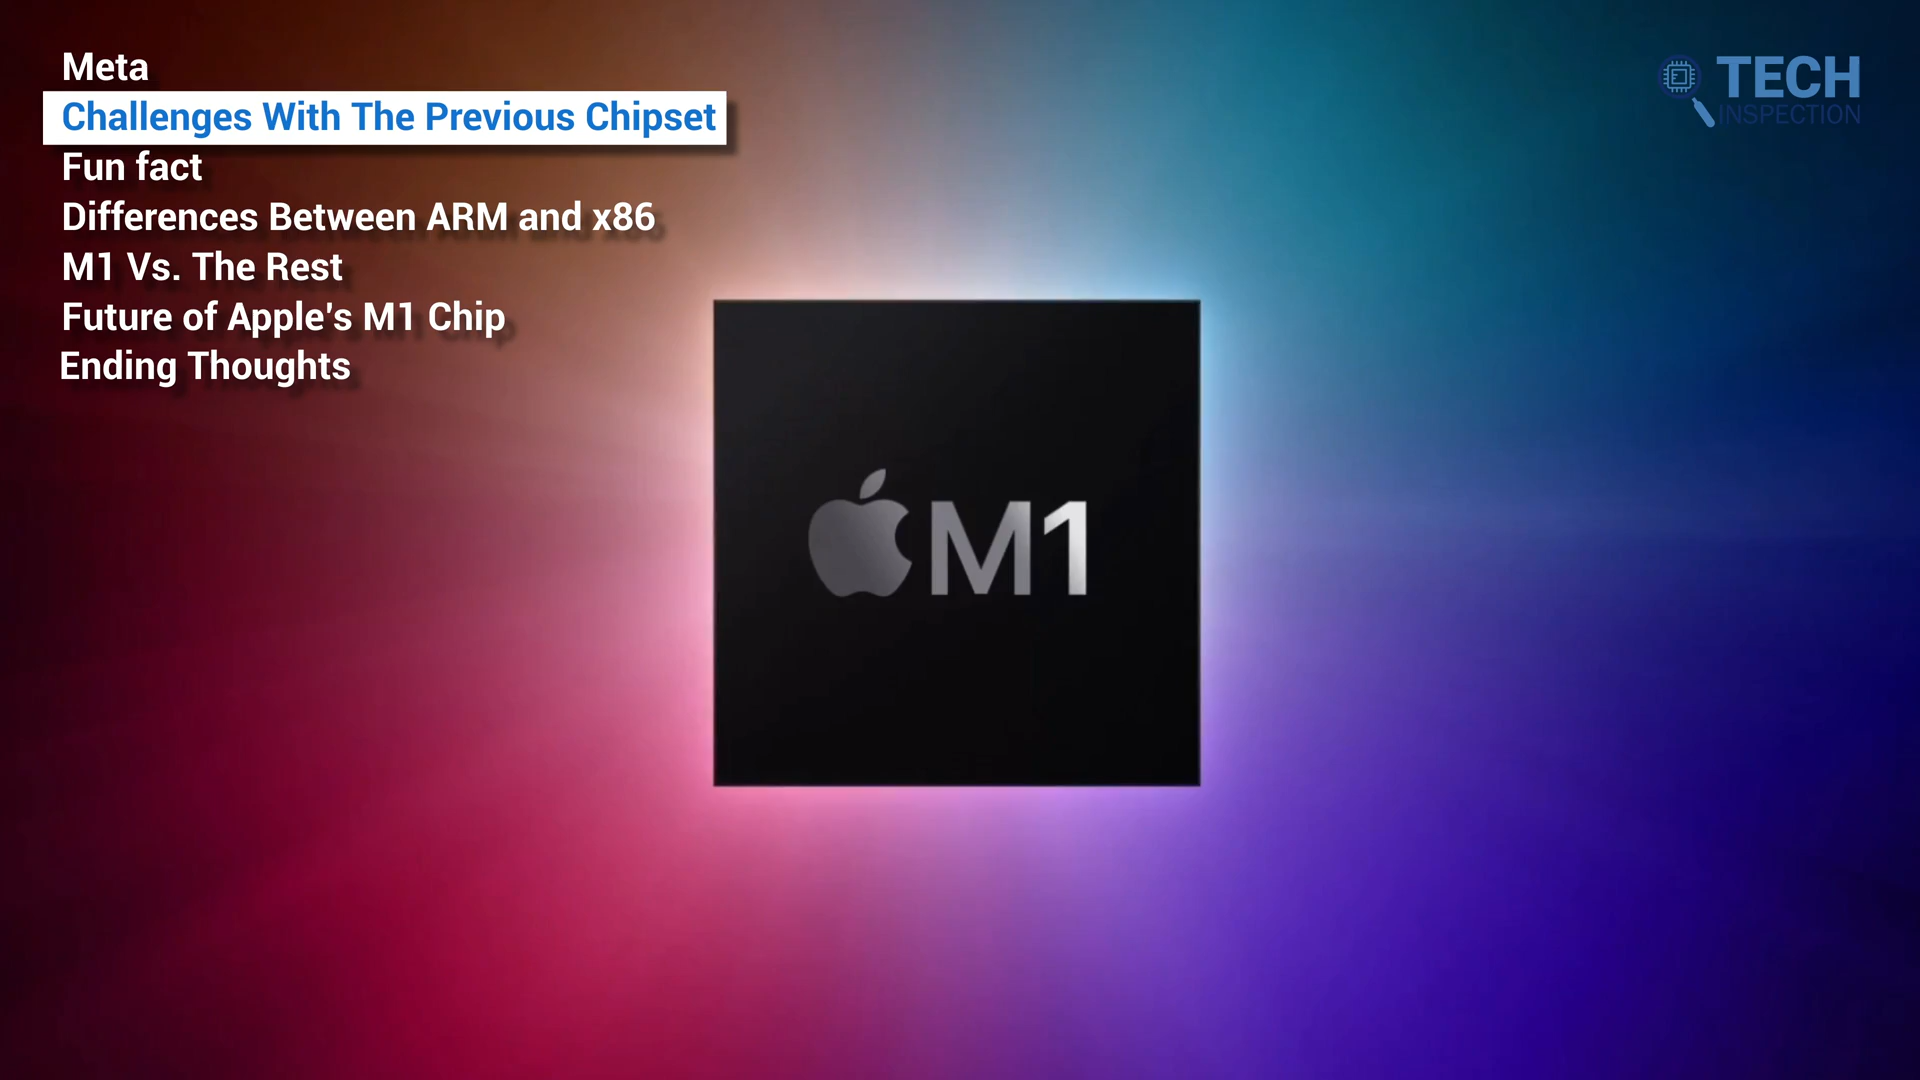 Meta
Challenges With The Previous Chipset
Fun fact
Differences Between ARM and x86
M1 Vs. The Rest
Future of Apple's M1 Chip
Ending Thoughts
TECH
INSPECTION
M1